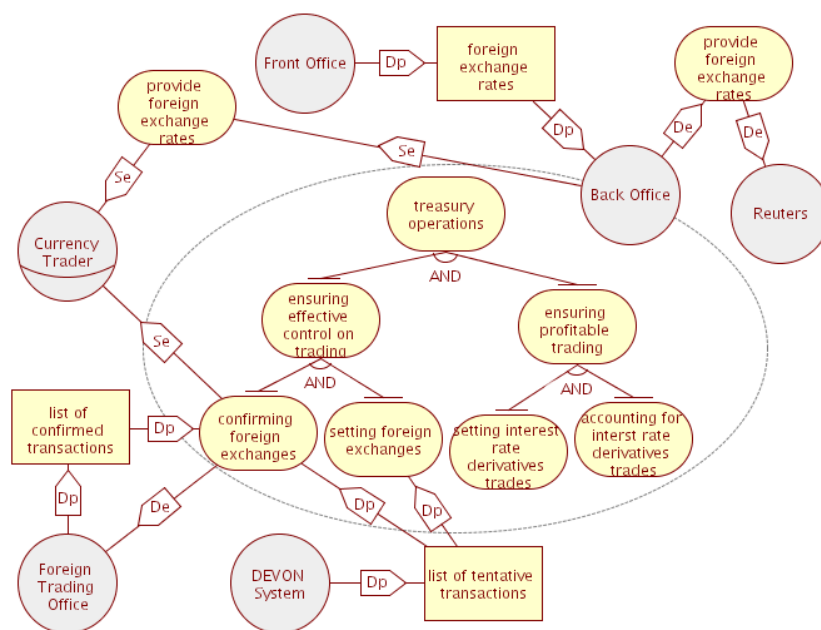 Front Office
Dp
foreign
exchange
rates
provide
foreign
exchange rates
provide
foreign
exchange
rates
Dp
De
De
Se
Se
Back Office
Reuters
treasury
operations
Currency
Trader
AND
ensuring
effective
control on
trading
ensuring
profitable
trading
Se
AND
AND
list of
confirmed
transactions
Dp
confirming
foreign
exchanges
setting foreign
exchanges
setting interest
rate
derivatives
trades
accounting for
interst rate
derivatives
trades
Dp
De
Dp
Dp
Foreign
Trading
Office
DEVON
System
Dp
list of tentative
transactions